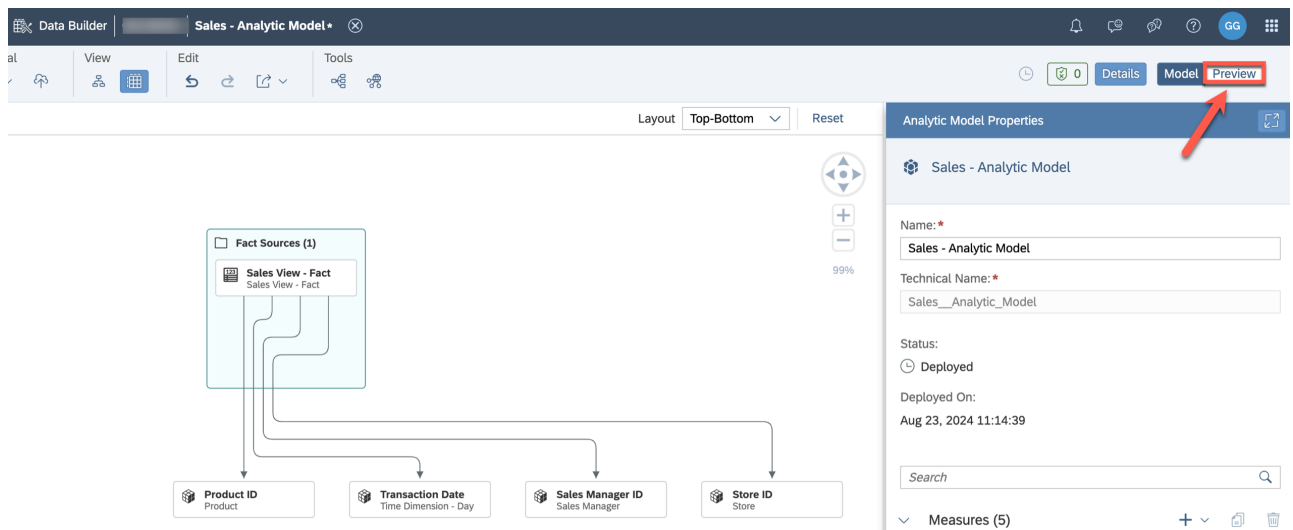 Data Builder
Sales - Analytic Model*
GG
al
View
Edit
Tools
0
Details
Model
Preview
Layout
Top-Bottom
Reset
Analytic Model Properties
Sales - Analytic Model
99%
Fact Sources (1)
123
Sales View - Fact
Sales View - Fact
Name:*
Sales - Analytic Model
Technical Name:*
Sales__Analytic_Model
Status:
Deployed
Deployed On:
Aug 23, 2024 11:14:39
Search
Measures (5)
Product ID
Product
Transaction Date
Time Dimension - Day
Sales Manager ID
Sales Manager
Store ID
Store